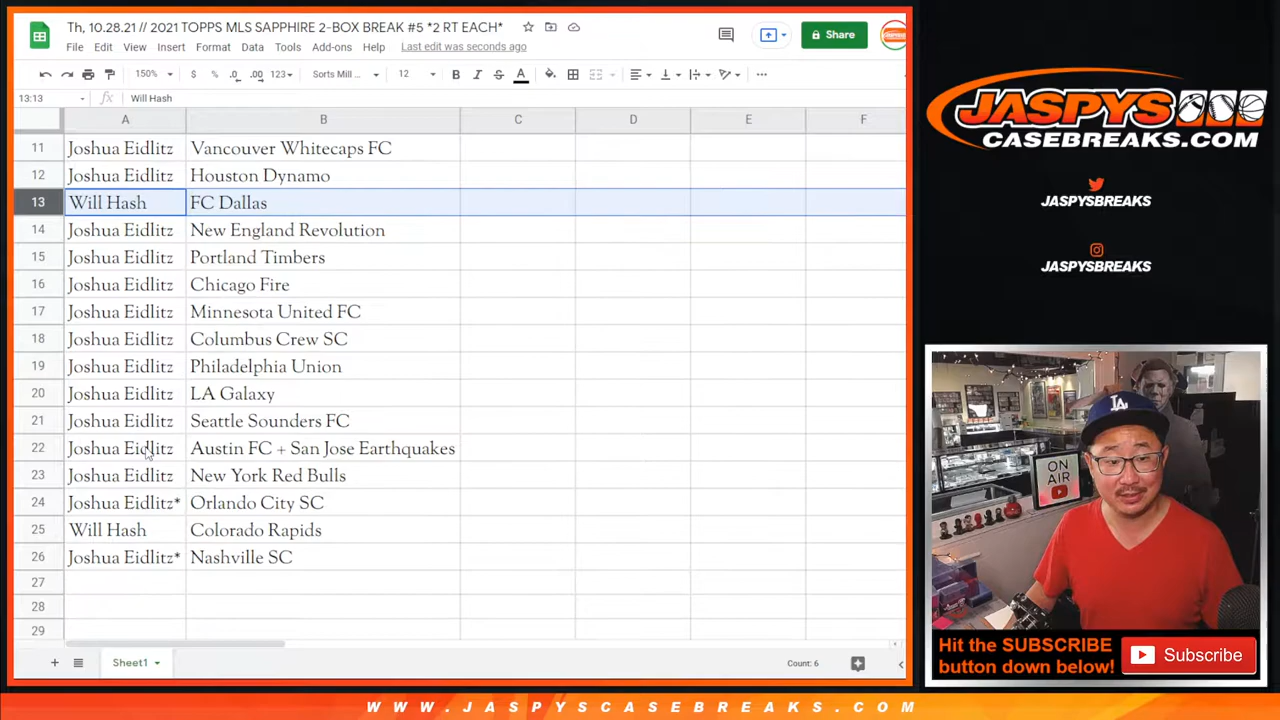 Th, 10.28.21 // 2021 TOPPS MLS SAPPHIRE 2-BOX BREAK #5 *2 RT EACH*
File Edit View Insert Format Data Tools Add-ons Help Last edit was seconds ago
Share
150% $ % .0 .00 123 Sorts Mill ... 12 B I S A
13:13 fx Will Hash
A B C D E F
11 Joshua Eidlitz Vancouver Whitecaps FC
12 Joshua Eidlitz Houston Dynamo
13 Will Hash FC Dallas
14 Joshua Eidlitz New England Revolution
15 Joshua Eidlitz Portland Timbers
16 Joshua Eidlitz Chicago Fire
17 Joshua Eidlitz Minnesota United FC
18 Joshua Eidlitz Columbus Crew SC
19 Joshua Eidlitz Philadelphia Union
20 Joshua Eidlitz LA Galaxy
21 Joshua Eidlitz Seattle Sounders FC
22 Joshua Eidlitz Austin FC + San Jose Earthquakes
23 Joshua Eidlitz New York Red Bulls
24 Joshua Eidlitz* Orlando City SC
25 Will Hash Colorado Rapids
26 Joshua Eidlitz* Nashville SC
27
28
29
Sheet1
Count: 6
JASPYS
CASEBREAKS.COM
JASPYSBREAKS
JASPYSBREAKS
LA
ON
AIR
Hit the SUBSCRIBE
button down below!
Subscribe
WWW.JASPYSCASEBREAKS.COM